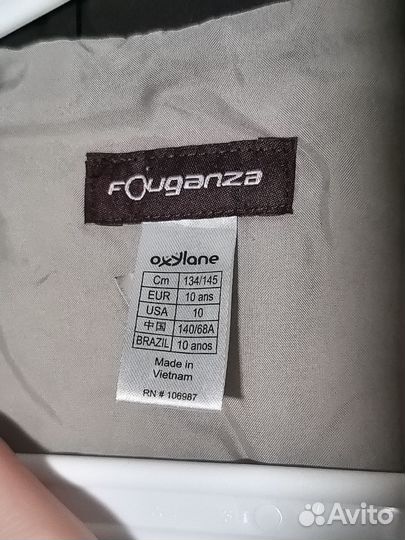 FOuganza
oxylane
Cm 134/145
EUR 10 ans
USA 10
中国 140/68A
BRAZIL 10 anos
Made in
Vietnam
RN # 106987
Avito